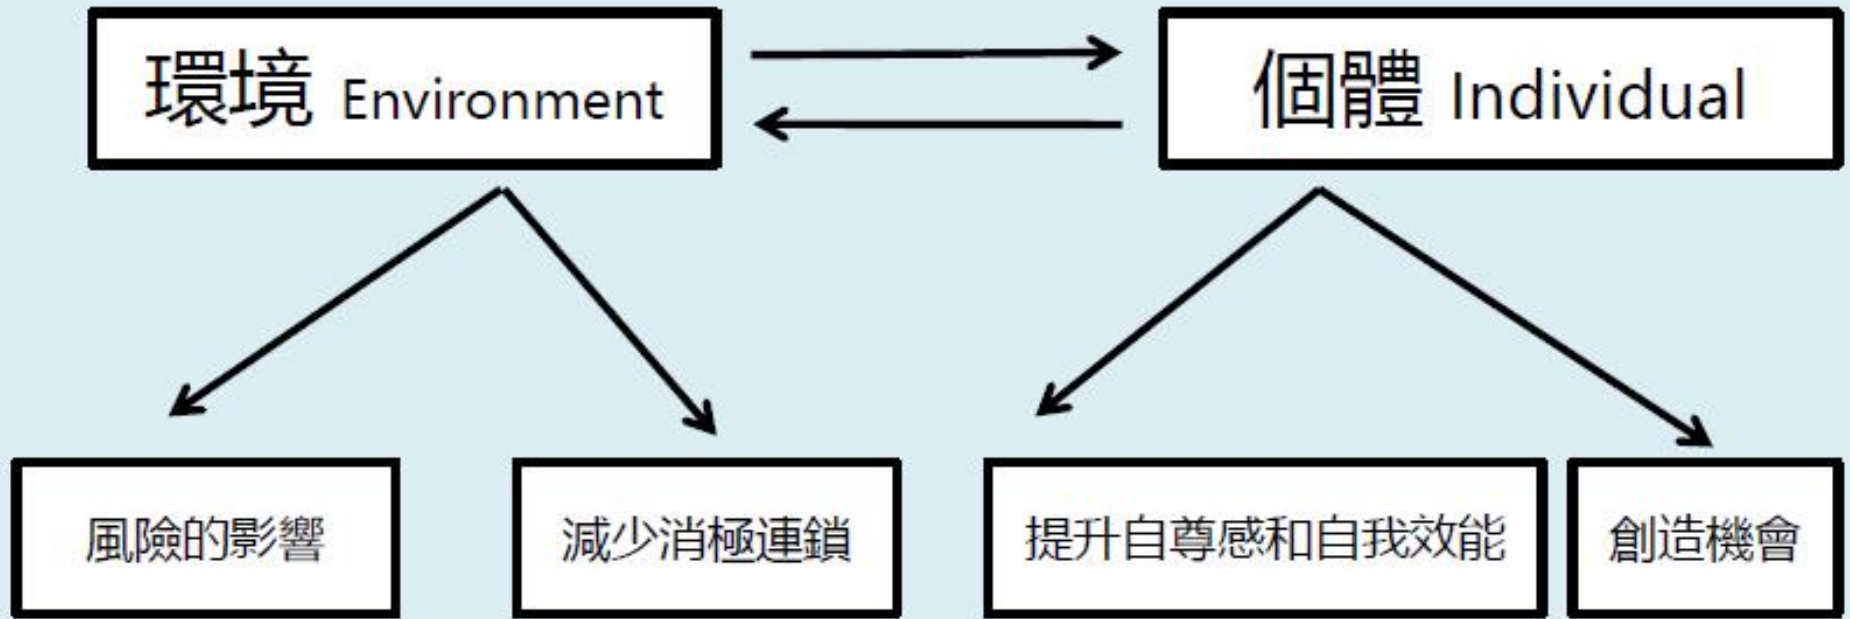 環境 Environment
個體 Individual
風險的影響
減少消極連鎖
提升自尊感和自我效能
創造機會